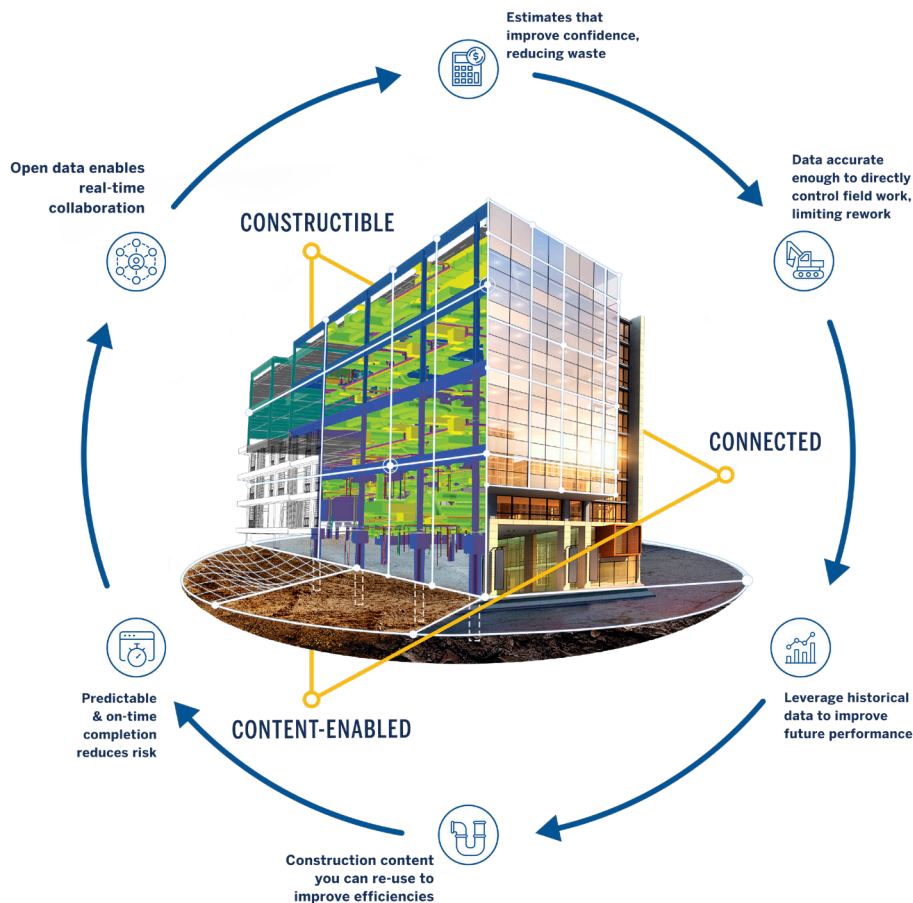 Estimates that
improve confidence,
reducing waste
Open data enables
real-time
collaboration
Data accurate
enough to directly
control field work,
limiting rework
CONSTRUCTIBLE
CONNECTED
CONTENT-ENABLED
Predictable
& on-time
completion
reduces risk
Leverage historical
data to improve
future performance
Construction content
you can re-use to
improve efficiencies